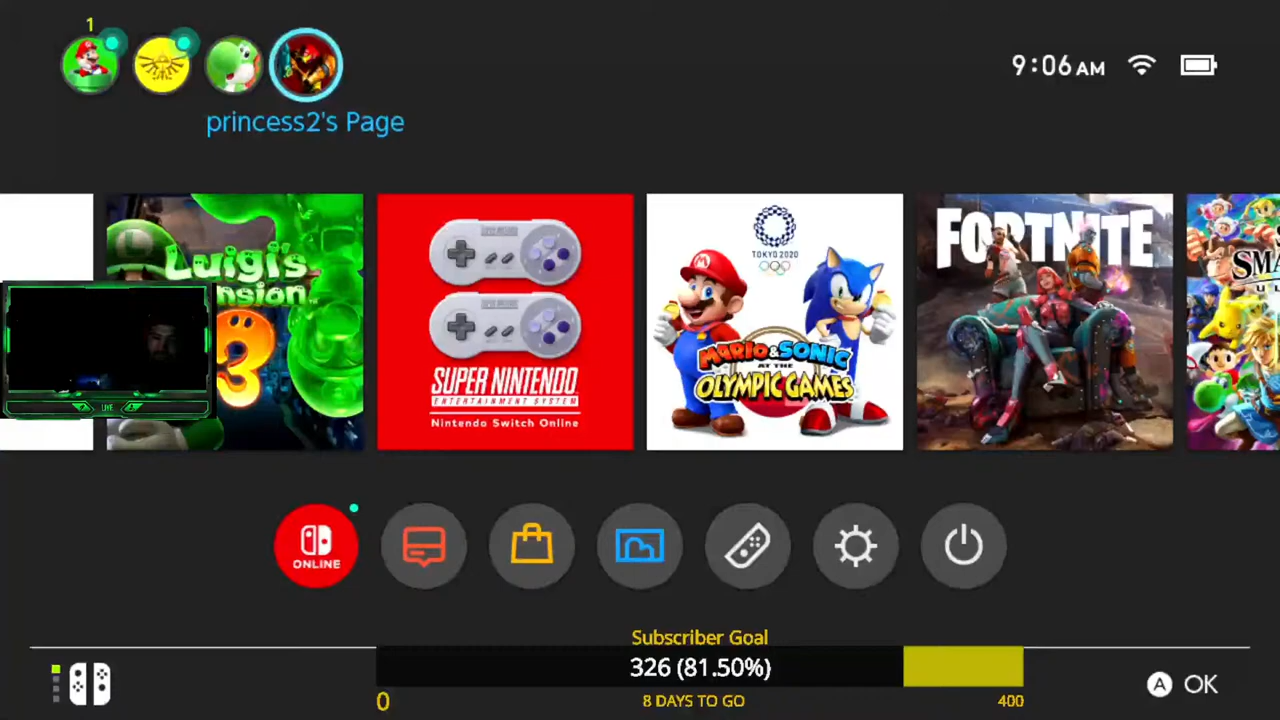 1
princess2's Page
9:06 AM
LUIGI'S
3
SUPER NINTENDO
ENTERTAINMENT SYSTEM
Nintendo Switch Online
TOKYO 2020
MARIO & SONIC
AT THE
OLYMPIC GAMES
FORTNITE
LIVE
ONLINE
Subscriber Goal
326 (81.50%)
0
8 DAYS TO GO
400
A OK